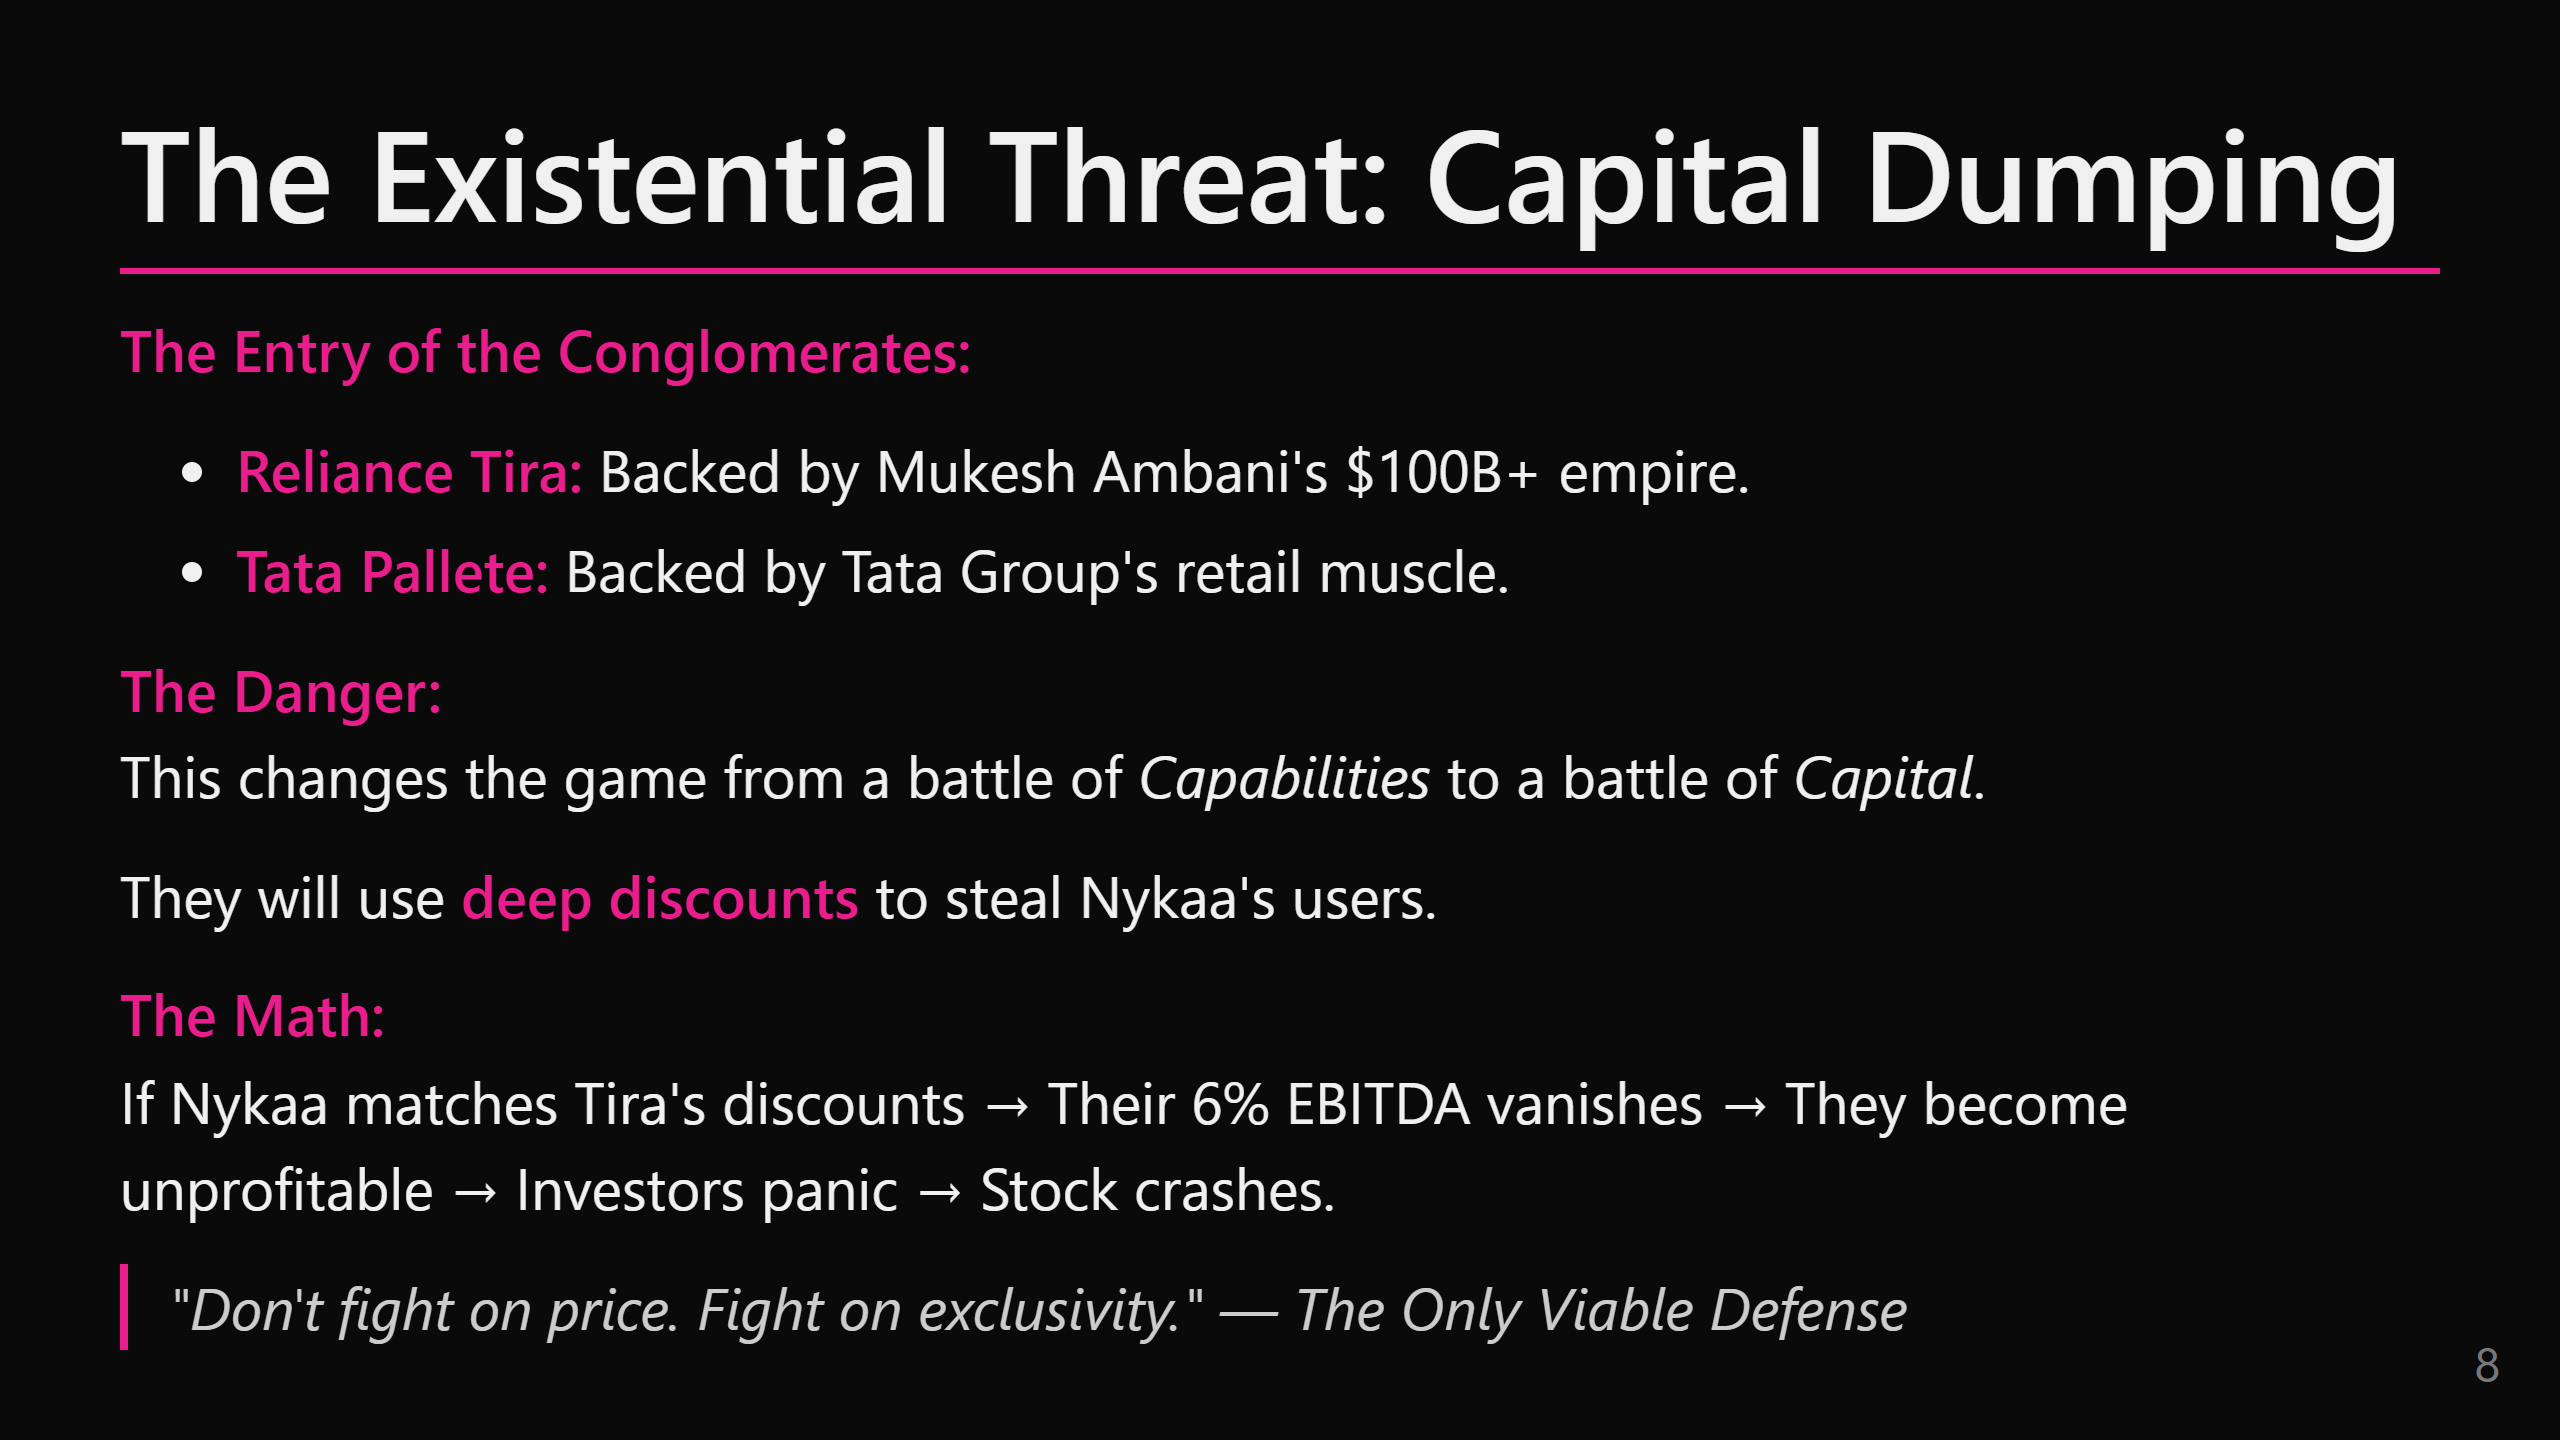 The Existential Threat: Capital Dumping
The Entry of the Conglomerates:
• Reliance Tira: Backed by Mukesh Ambani's $100B+ empire.
• Tata Pallete: Backed by Tata Group's retail muscle.
The Danger:
This changes the game from a battle of Capabilities to a battle of Capital.
They will use deep discounts to steal Nykaa's users.
The Math:
If Nykaa matches Tira's discounts → Their 6% EBITDA vanishes → They become
unprofitable → Investors panic → Stock crashes.
"Don't fight on price. Fight on exclusivity." — The Only Viable Defense
8